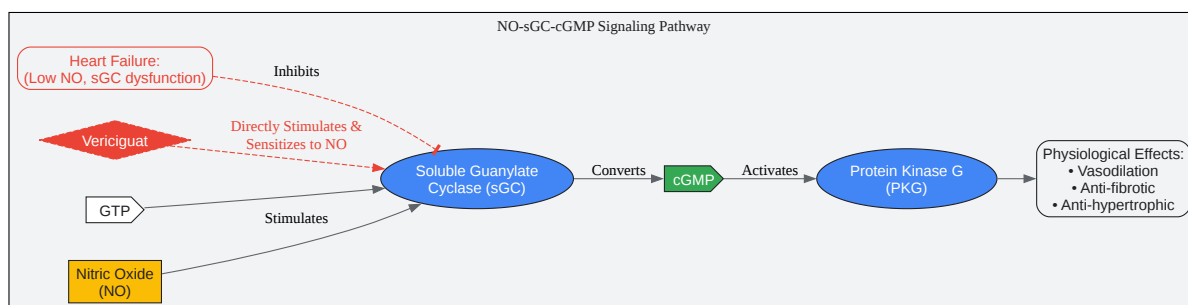 NO-sGC-cGMP Signaling Pathway
Heart Failure:
(Low NO, sGC dysfunction)
Inhibits
Vericiguat
Directly Stimulates &
Sensitizes to NO
Soluble Guanylate
Cyclase (sGC)
Converts
cGMP
Activates
Protein Kinase G
(PKG)
Physiological Effects:
• Vasodilation
• Anti-fibrotic
• Anti-hypertrophic
GTP
Stimulates
Nitric Oxide
(NO)